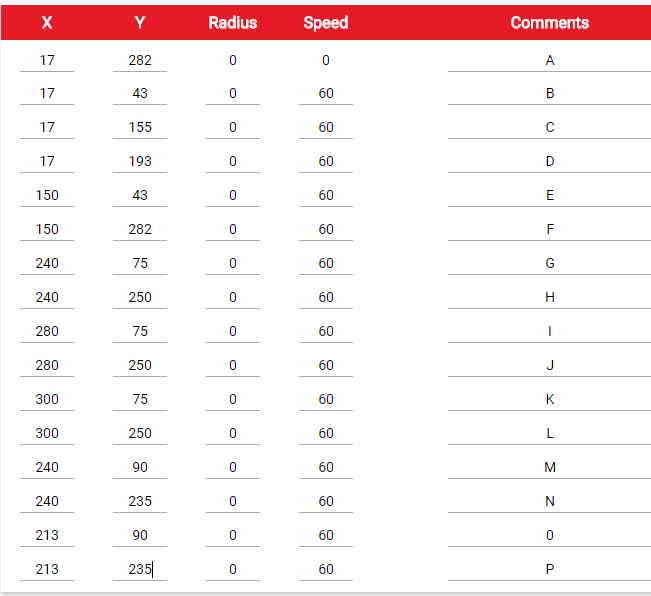 X Y Radius Speed Comments
17 282 0 0 A
17 43 0 60 B
17 155 0 60 C
17 193 0 60 D
150 43 0 60 E
150 282 0 60 F
240 75 0 60 G
240 250 0 60 H
280 75 0 60 I
280 250 0 60 J
300 75 0 60 K
300 250 0 60 L
240 90 0 60 M
240 235 0 60 N
213 90 0 60 0
213 235 0 60 P